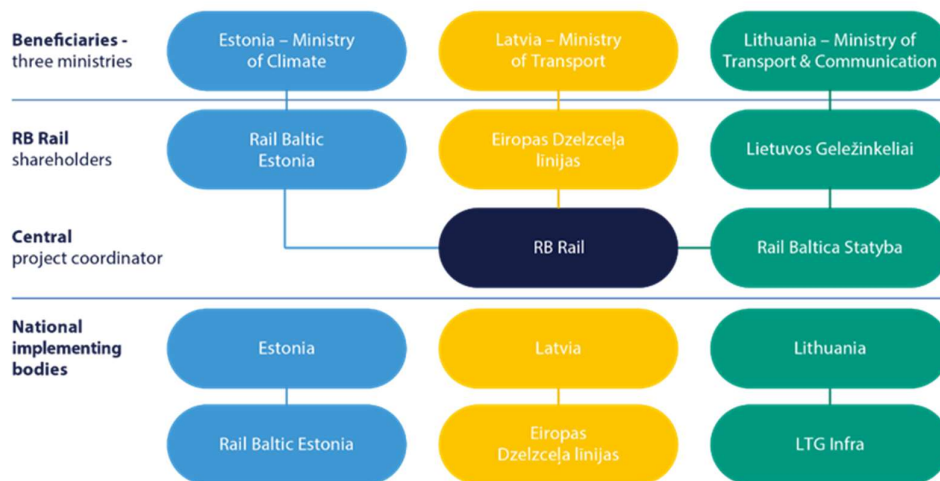 Beneficiaries -
three ministries
Estonia – Ministry
of Climate
Latvia – Ministry
of Transport
Lithuania – Ministry of
Transport & Communication
RB Rail
shareholders
Rail Baltic
Estonia
Eiropas Dzelzceļa
līnijas
Lietuvos Geležinkeliai
Central
project coordinator
RB Rail
Rail Baltica Statyba
National
implementing
bodies
Estonia
Latvia
Lithuania
Rail Baltic Estonia
Eiropas
Dzelzceļa līnijas
LTG Infra